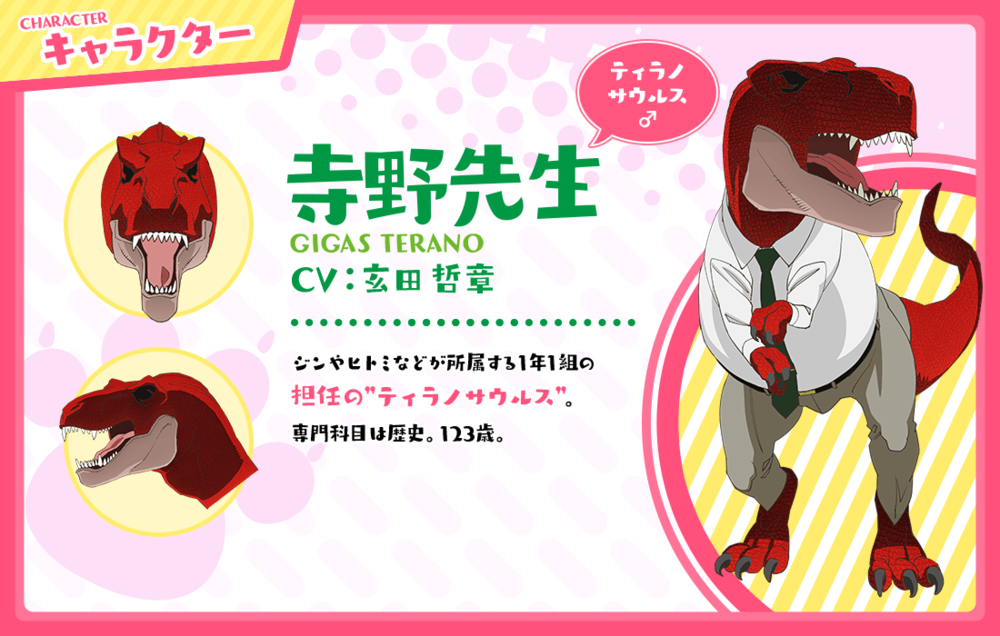 CHARACTER
キャラクター
ティラノ
サウルス
♂
寺野先生
GIGAS TERANO
CV：玄田 哲章
ジンやヒトミなどが所属する1年1組の
担任の"ティラノサウルス"。
専門科目は歴史。123歳。